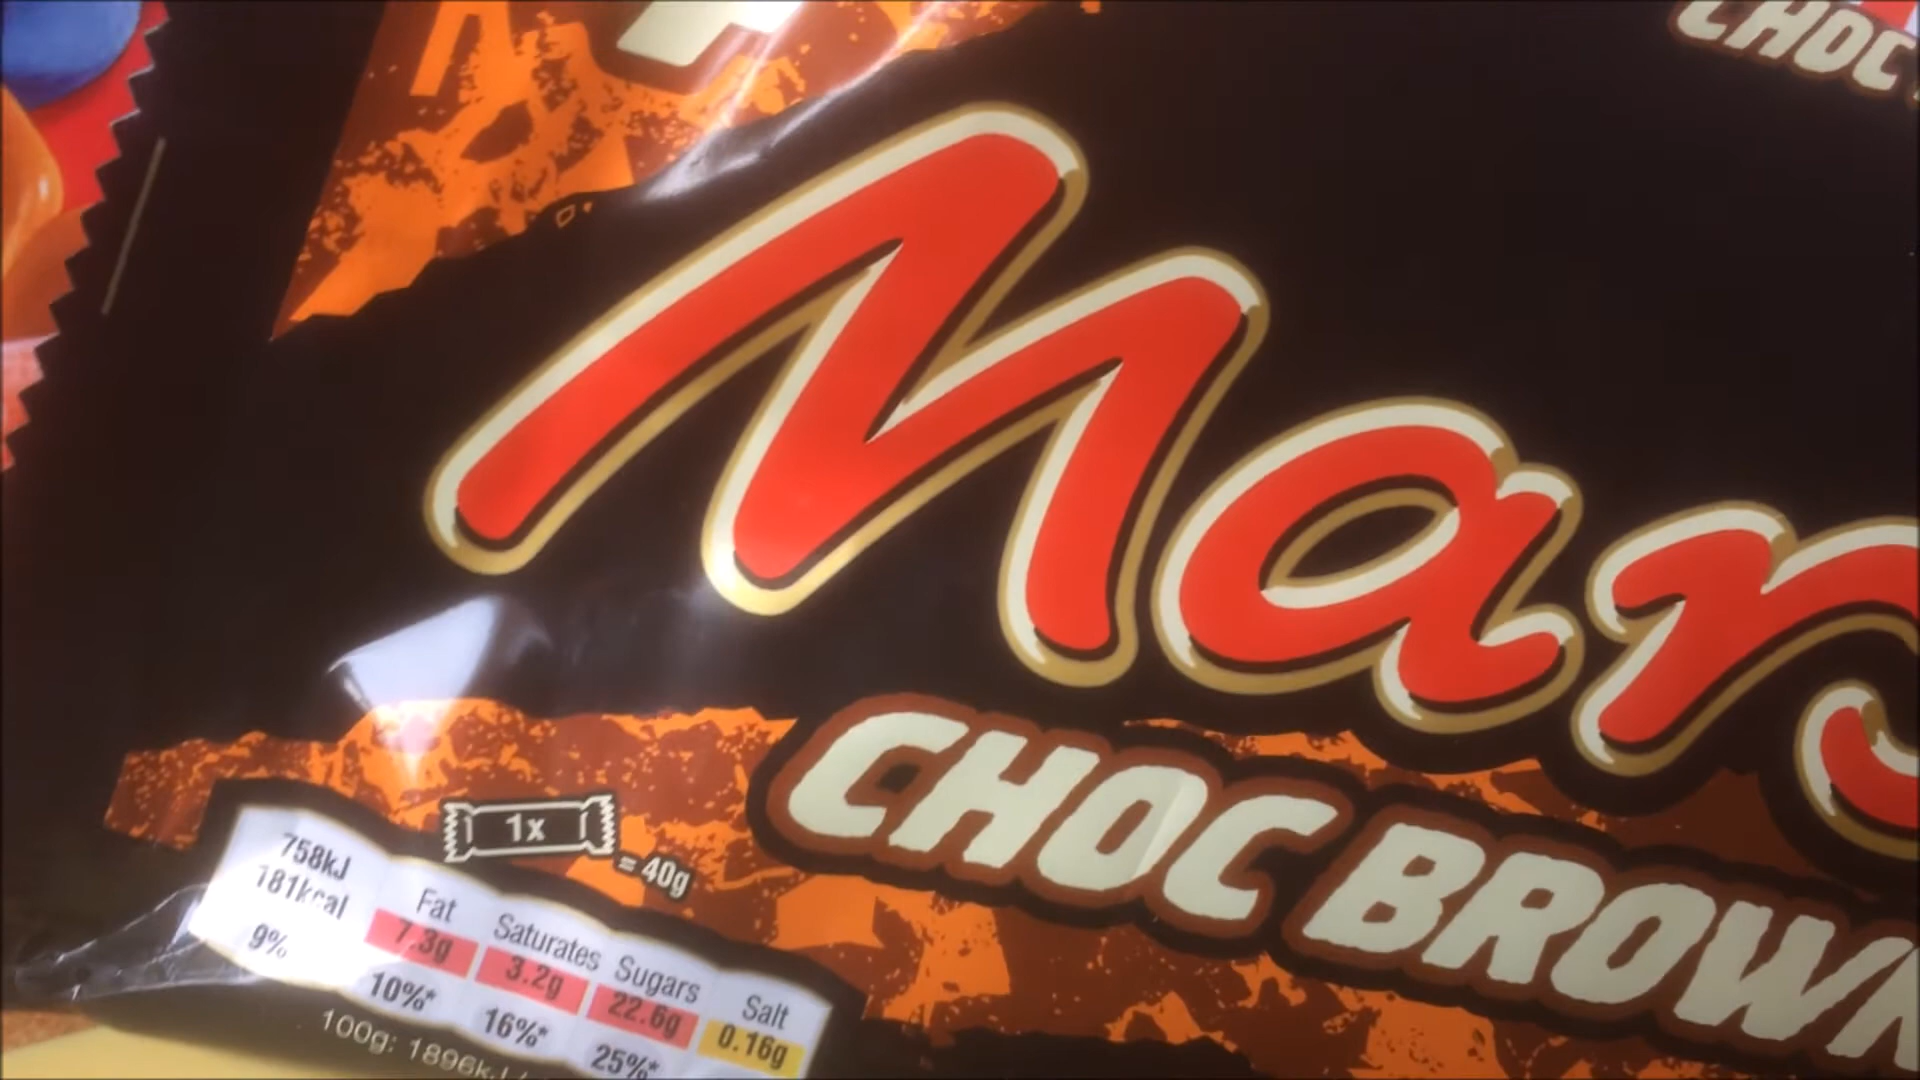 CHOC
Mars
CHOC BROWN
1x
= 40g
758kJ
181kcal
9%
Fat
7.3g
10%*
Saturates
3.2g
16%*
Sugars
22.6g
25%*
Salt
0.16g
100g: 1896kJ/